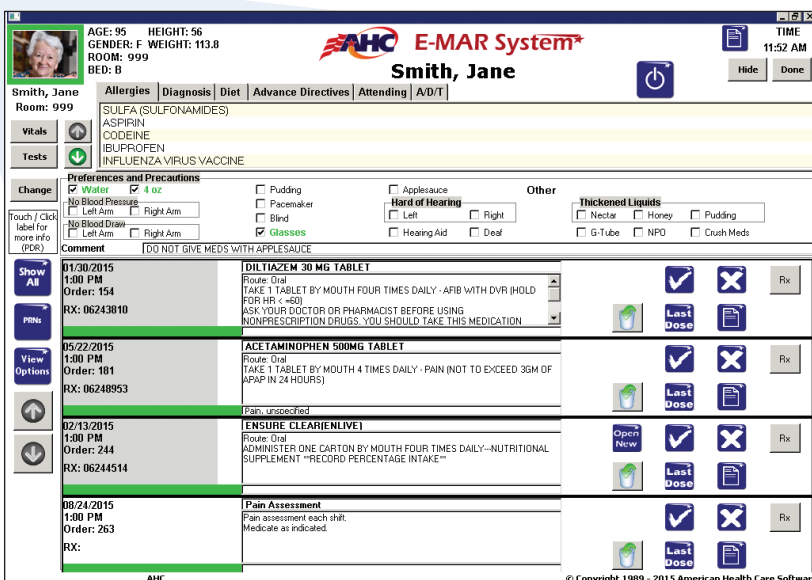 AGE: 95 HEIGHT: 56
GENDER: F WEIGHT: 113.8
ROOM: 999
BED: B
AHC E-MAR System
Smith, Jane
TIME
11:52 AM
Hide Done
Smith, Jane
Room: 999
Allergies Diagnosis Diet Advance Directives Attending A/D/T
SULFA (SULFONAMIDES)
ASPIRIN
CODEINE
IBUPROFEN
INFLUENZA VIRUS VACCINE
Vitals
Tests
Change
Touch / Click
label for
more info
(PDR)
Preferences and Precautions
Water 4 oz Pudding Applesauce Other
No Blood Pressure
Left Arm Right Arm
Pacemaker
Hard of Hearing
Left Right
Thickened Liquids
Nectar Honey Pudding
Blind
No Blood Draw
Left Arm Right Arm
Glasses Hearing Aid Deaf G-Tube NPO Crush Meds
Comment DO NOT GIVE MEDS WITH APPLESAUCE
Show
All
PRNs
View
Options
01/30/2015
1:00 PM
Order: 154
RX: 06243810
DILTIAZEM 30 MG TABLET
Route: Oral
TAKE 1 TABLET BY MOUTH FOUR TIMES DAILY - AFIB WITH DVR (HOLD
FOR HR < =60)
ASK YOUR DOCTOR OR PHARMACIST BEFORE USING
NONPRESCRIPTION DRUGS. YOU SHOULD TAKE THIS MEDICATION
Rx
Last
Dose
05/22/2015
1:00 PM
Order: 181
RX: 06248953
ACETAMINOPHEN 500MG TABLET
Route: Oral
TAKE 1 TABLET BY MOUTH 4 TIMES DAILY - PAIN (NOT TO EXCEED 3GM OF
APAP IN 24 HOURS)
Pain, unspecified
Rx
Last
Dose
02/13/2015
1:00 PM
Order: 244
RX: 06244514
ENSURE CLEAR(ENLIVE)
Route: Oral
ADMINISTER ONE CARTON BY MOUTH FOUR TIMES DAILY---NUTRITIONAL
SUPPLEMENT **RECORD PERCENTAGE INTAKE**
Open
New
Rx
Last
Dose
08/24/2015
1:00 PM
Order: 263
RX:
Pain Assessment
Pain assessment each shift.
Medicate as indicated.
Rx
Last
Dose
AHC
© Copyright 1989 - 2015 American Health Care Software